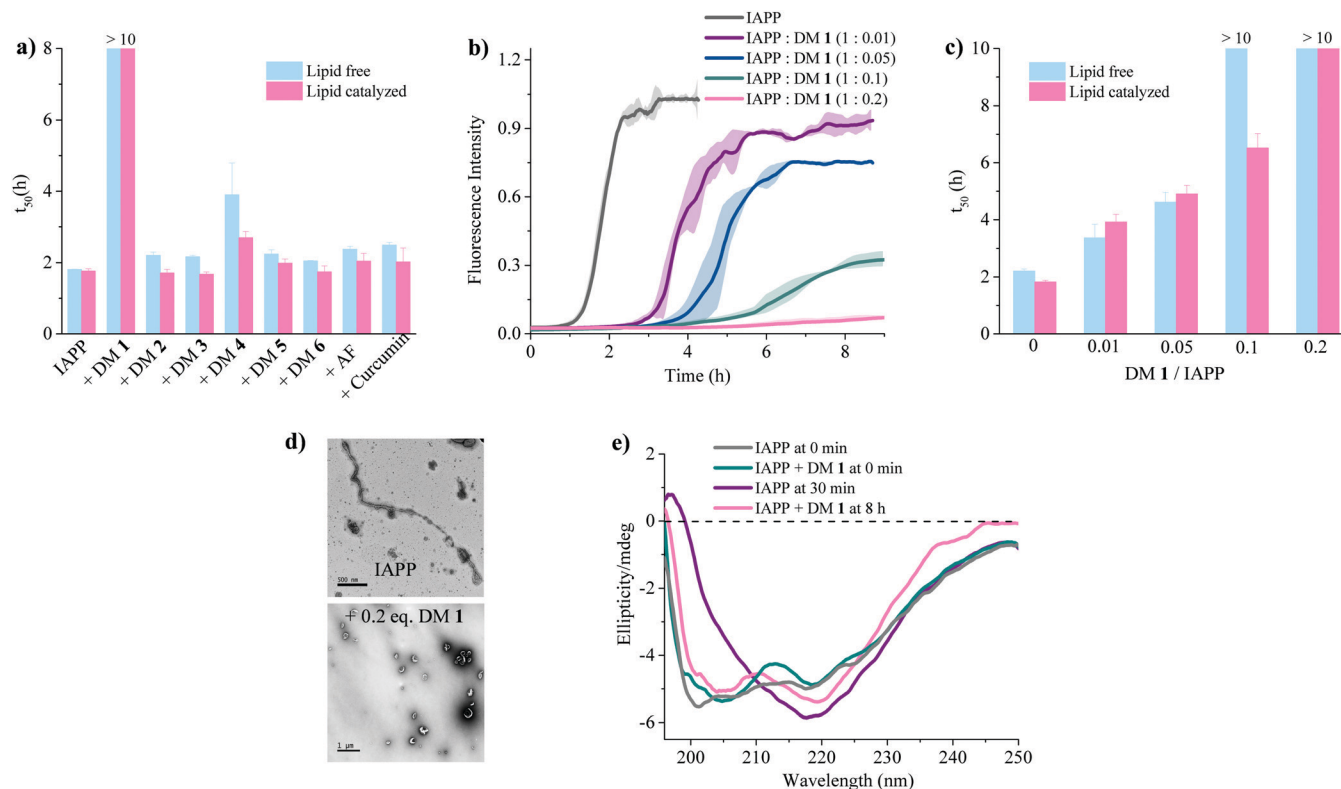 a)
> 10
Lipid free
Lipid catalyzed
t50(h)
8
6
4
2
0
IAPP
+ DM 1
+ DM 2
+ DM 3
+ DM 4
+ DM 5
+ DM 6
+ AF
+ Curcumin
b)
IAPP
IAPP : DM 1 (1 : 0.01)
IAPP : DM 1 (1 : 0.05)
IAPP : DM 1 (1 : 0.1)
IAPP : DM 1 (1 : 0.2)
Fluorescence Intensity
1.2
0.9
0.6
0.3
0.0
0 2 4 6 8
Time (h)
c)
> 10 > 10
Lipid free
Lipid catalyzed
t50 (h)
10
8
6
4
2
0
0 0.01 0.05 0.1 0.2
DM 1 / IAPP
d)
IAPP
500 nm
+ 0.2 eq. DM 1
1 µm
e)
IAPP at 0 min
IAPP + DM 1 at 0 min
IAPP at 30 min
IAPP + DM 1 at 8 h
Ellipticity/mdeg
2
0
-2
-4
-6
200 210 220 230 240 250
Wavelength (nm)